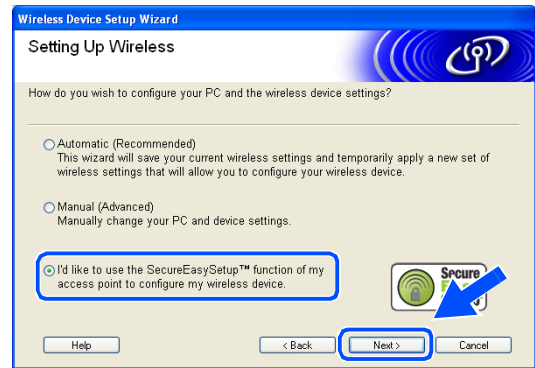 Wireless Device Setup Wizard
Setting Up Wireless
How do you wish to configure your PC and the wireless device settings?
Automatic (Recommended)
This wizard will save your current wireless settings and temporarily apply a new set of
wireless settings that will allow you to configure your wireless device.
Manual (Advanced)
Manually change your PC and device settings.
I'd like to use the SecureEasySetup™ function of my
access point to configure my wireless device.
Secure
Help
< Back
Next >
Cancel